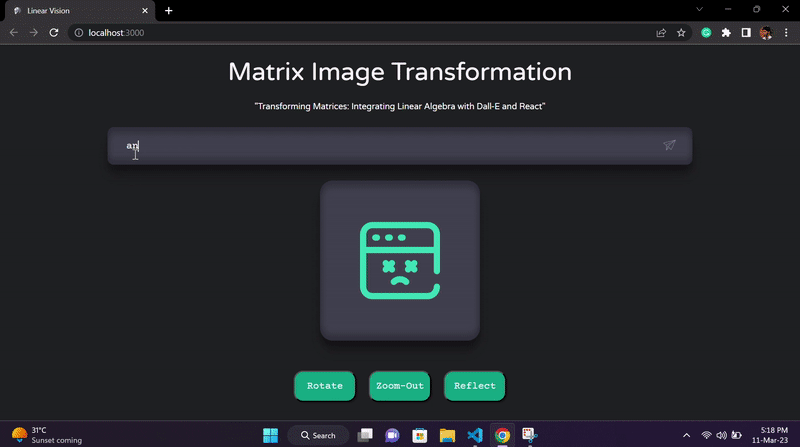 Linear Vision
localhost:3000
Matrix Image Transformation
"Transforming Matrices: Integrating Linear Algebra with Dall-E and React"
an
Rotate Zoom-Out Reflect
31°C
Sunset coming
Search
5:18 PM
11-Mar-23